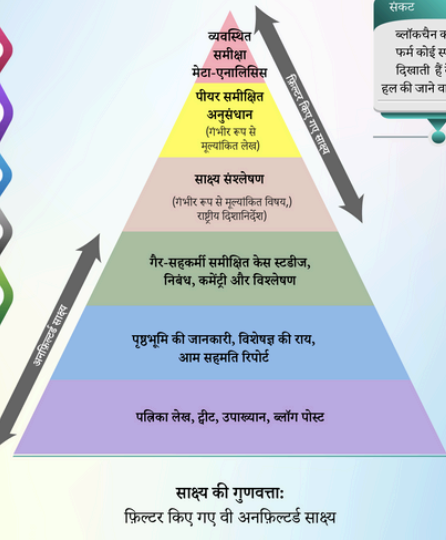 व्यवस्थित
समीक्षा
मेटा-एनालिसिस
पीयर समीक्षित
अनुसंधान
(गंभीर रूप से
मूल्यांकित लेख)
फ़िल्टर किए गए साक्ष्य
साक्ष्य संश्लेषण
(गंभीर रूप से मूल्यांकित विषय,)
राष्ट्रीय दिशानिर्देश)
गैर-सहकर्मी समीक्षित केस स्टडीज,
निबंध, कमेंट्री और विश्लेषण
अनफ़िल्टर्ड साक्ष्य
पृष्ठभूमि की जानकारी, विशेषज्ञ की राय,
आम सहमति रिपोर्ट
पत्रिका लेख, ट्वीट, उपाख्यान, ब्लॉग पोस्ट
साक्ष्य की गुणवत्ता:
फ़िल्टर किए गए वी अनफ़िल्टर्ड साक्ष्य
संकट
ब्लॉकचैन
फर्म कोई
दिखाती हैं
हल की जाने